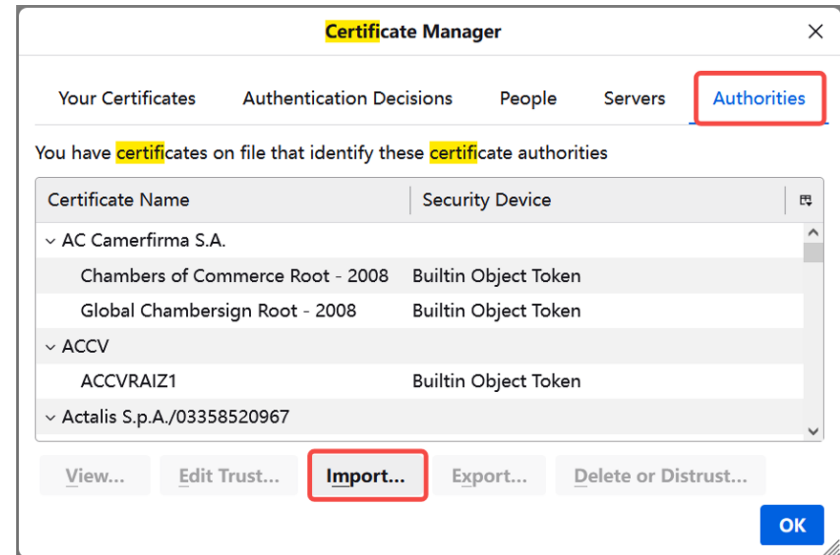 Certificate Manager
Your Certificates Authentication Decisions People Servers Authorities
You have certificates on file that identify these certificate authorities
Certificate Name Security Device
AC Camerfirma S.A.
Chambers of Commerce Root - 2008 Builtin Object Token
Global Chambersign Root - 2008 Builtin Object Token
ACCV
ACCVRAIZ1 Builtin Object Token
Actalis S.p.A./03358520967
View... Edit Trust... Import... Export... Delete or Distrust...
OK